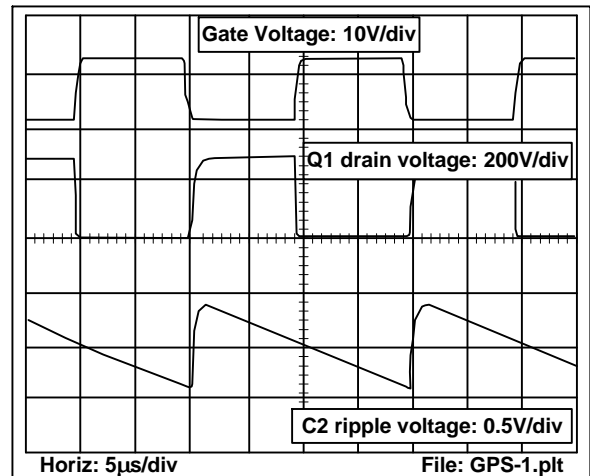 Gate Voltage: 10V/div
Q1 drain voltage: 200V/div
C2 ripple voltage: 0.5V/div
Horiz: 5μs/div File: GPS-1.plt